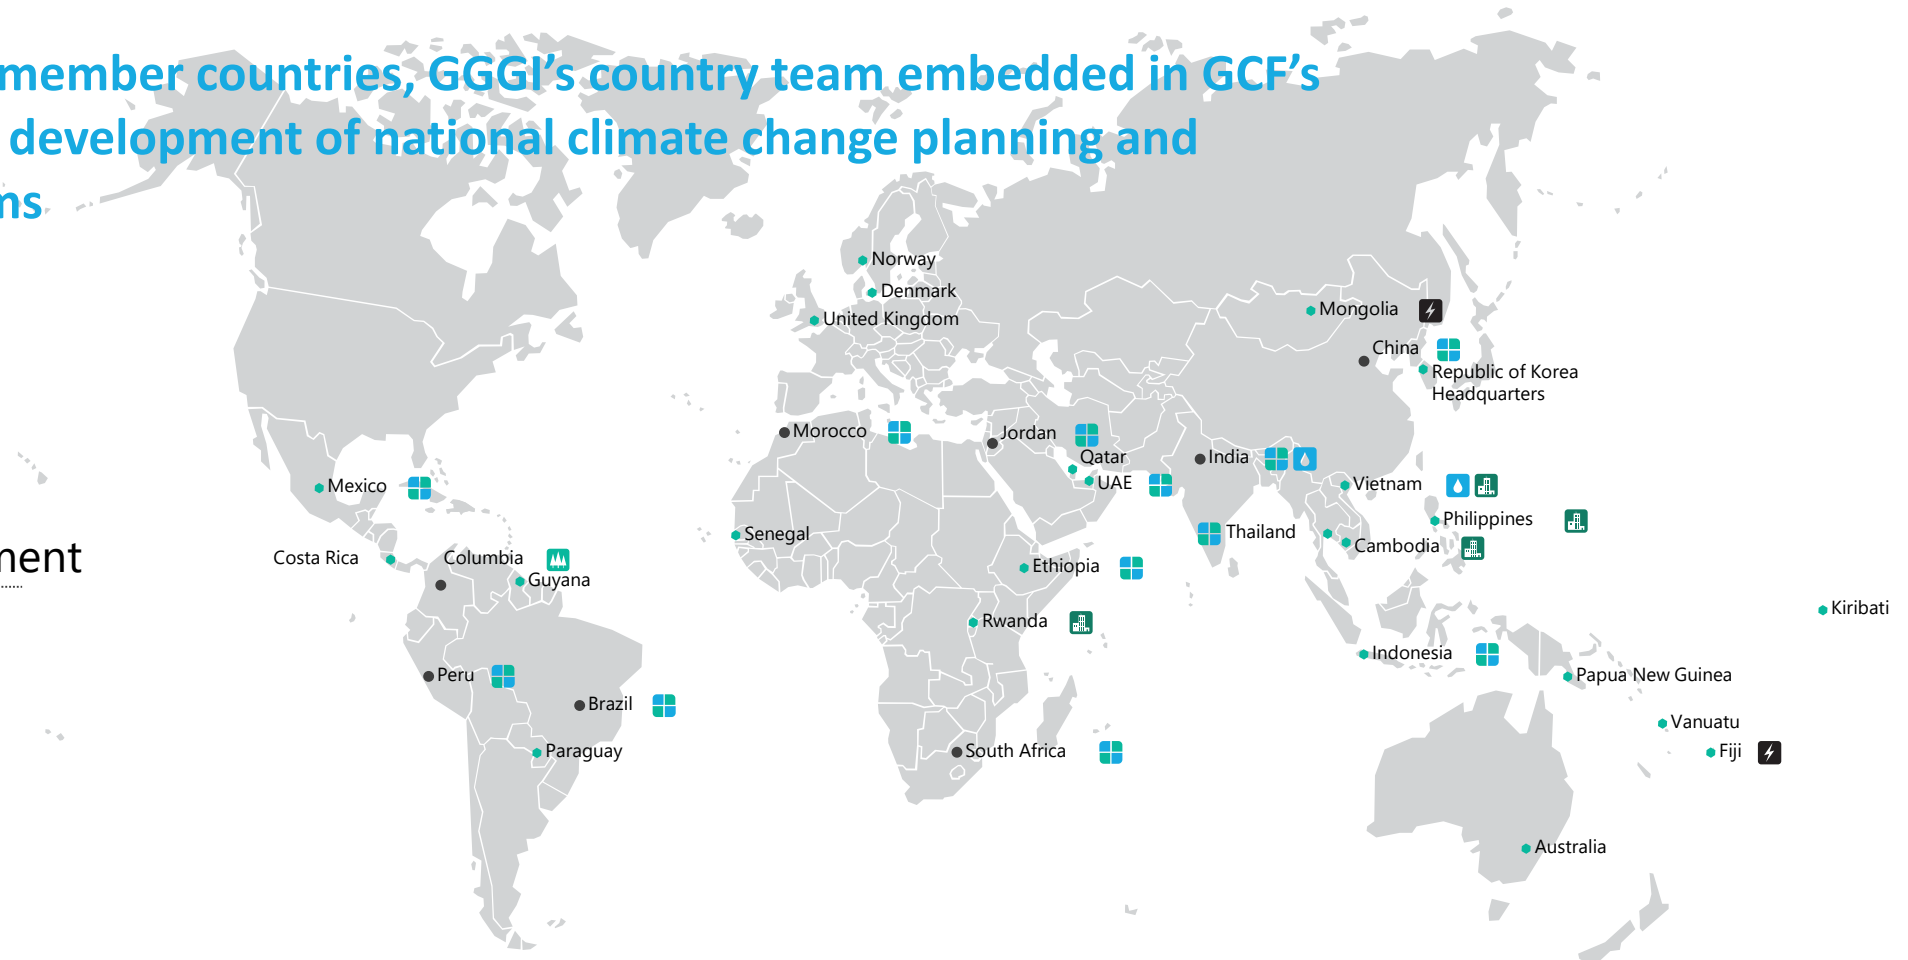 member countries, GGGI's country team embedded in GCF's
development of national climate change planning and
ns
Norway
Denmark
United Kingdom
Mongolia
China
Republic of Korea
Headquarters
Morocco
Jordan
Qatar
India
UAE
Mexico
Vietnam
Philippines
Senegal
Thailand
Cambodia
Costa Rica
Columbia
Guyana
Ethiopia
ment
Kiribati
Rwanda
Indonesia
Peru
Papua New Guinea
Brazil
Vanuatu
Paraguay
South Africa
Fiji
Australia